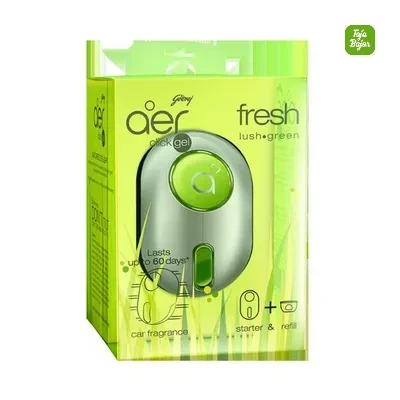 Taja
Bajar
Godrej
aer
click gel
fresh
lush•green
a
Lasts
up to 60 days*
car fragrance
+
starter & refill